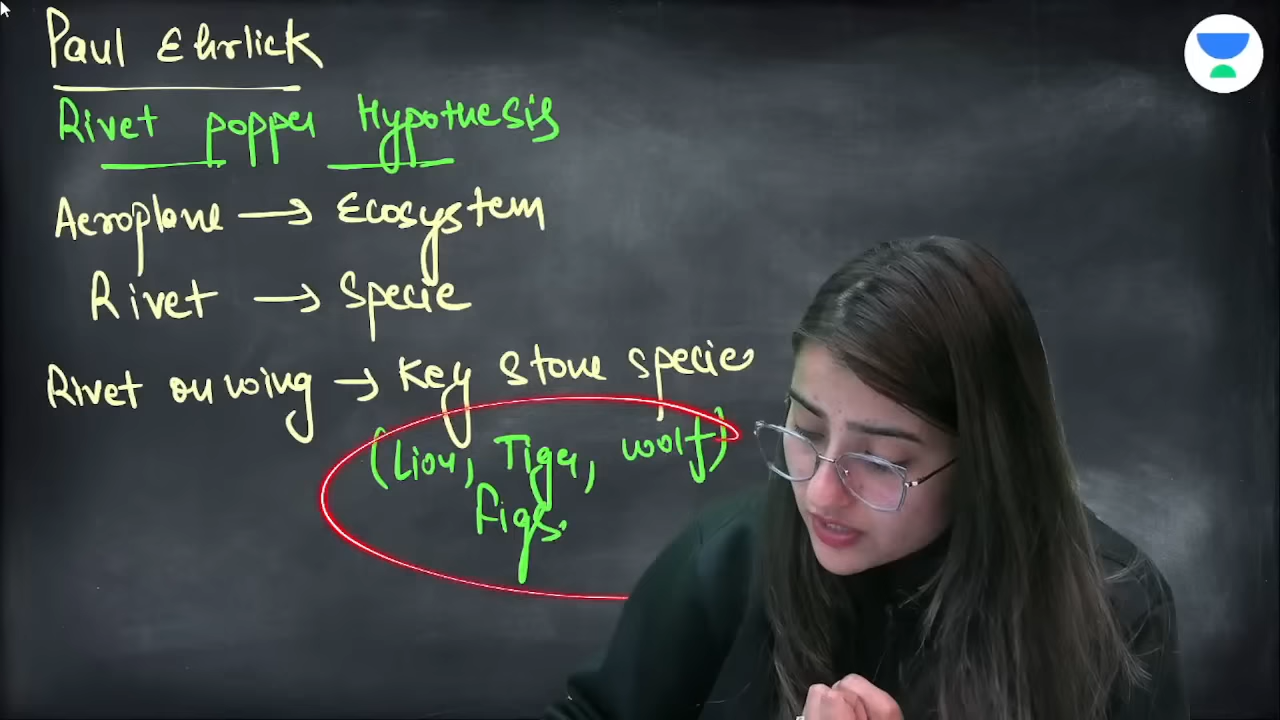 Paul Ehrlick
Rivet popper Hypothesis
Aeroplane → Ecosystem
Rivet → Specie
Rivet on wing → Key stone specie
(Lion, Tiger, wolf)
figs.